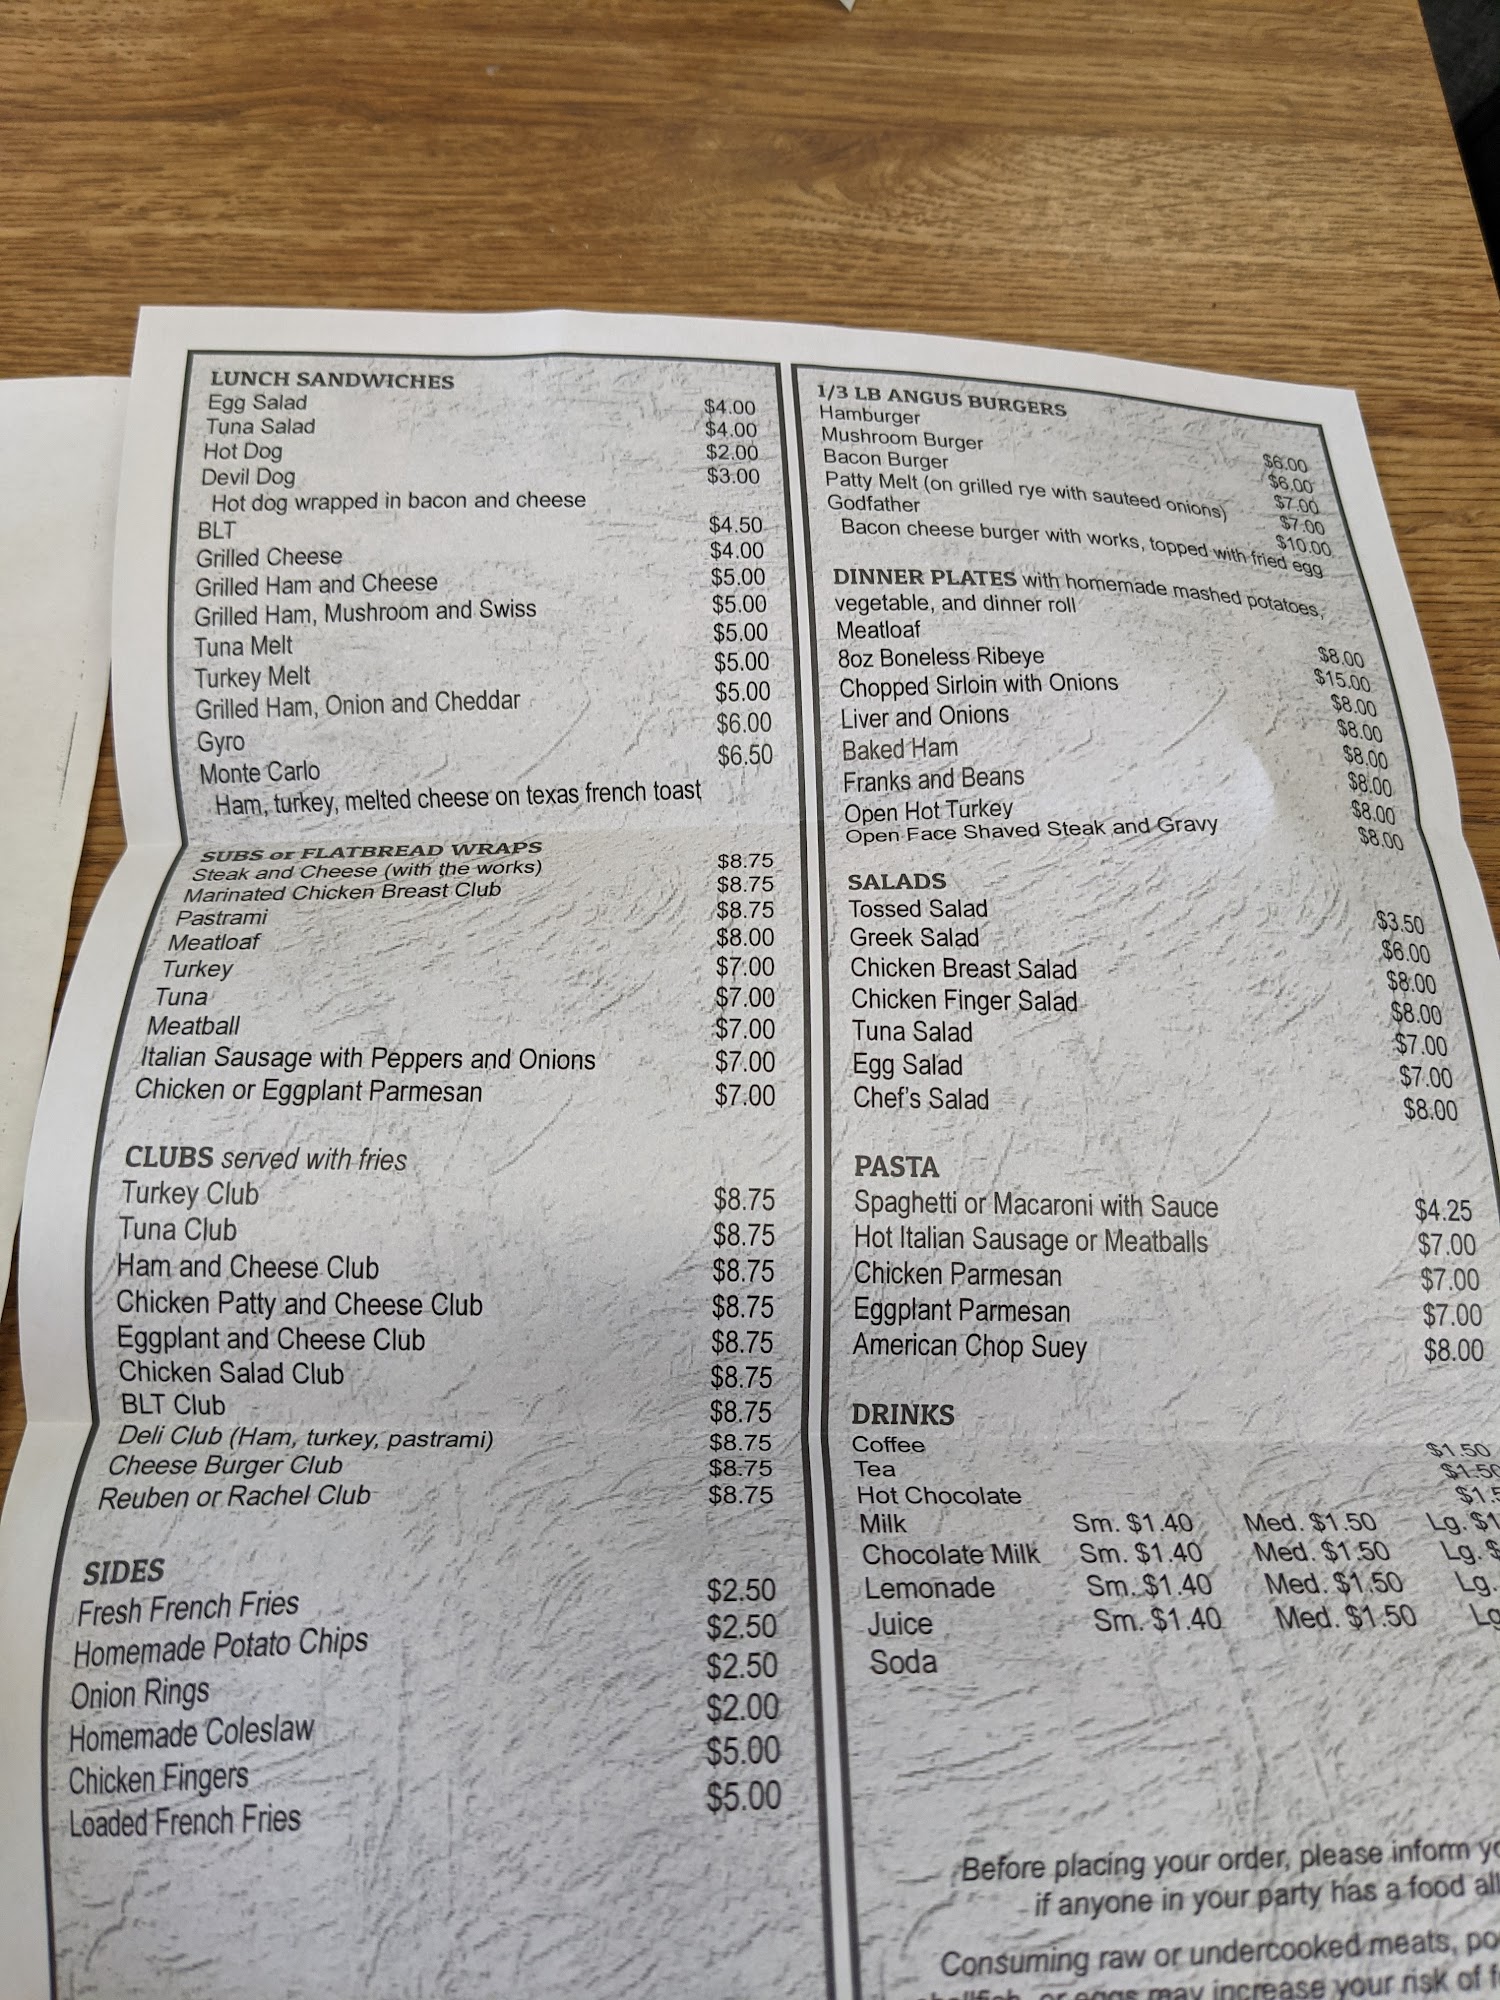 LUNCH SANDWICHES
Egg Salad $4.00
Tuna Salad $4.00
Hot Dog $2.00
Devil Dog $3.00
Hot dog wrapped in bacon and cheese
BLT $4.50
Grilled Cheese $4.00
Grilled Ham and Cheese $5.00
Grilled Ham, Mushroom and Swiss $5.00
Tuna Melt $5.00
Turkey Melt $5.00
Grilled Ham, Onion and Cheddar $5.00
Gyro $6.00
Monte Carlo $6.50
Ham, turkey, melted cheese on texas french toast
SUBS or FLATBREAD WRAPS
Steak and Cheese (with the works) $8.75
Marinated Chicken Breast Club $8.75
Pastrami $8.75
Meatloaf $8.00
Turkey $7.00
Tuna $7.00
Meatball $7.00
Italian Sausage with Peppers and Onions $7.00
Chicken or Eggplant Parmesan $7.00
CLUBS served with fries
Turkey Club $8.75
Tuna Club $8.75
Ham and Cheese Club $8.75
Chicken Patty and Cheese Club $8.75
Eggplant and Cheese Club $8.75
Chicken Salad Club $8.75
BLT Club $8.75
Deli Club (Ham, turkey, pastrami) $8.75
Cheese Burger Club $8.75
Reuben or Rachel Club $8.75
SIDES
Fresh French Fries $2.50
Homemade Potato Chips $2.50
Onion Rings $2.50
Homemade Coleslaw $2.00
Chicken Fingers $5.00
Loaded French Fries $5.00
1/3 LB ANGUS BURGERS
Hamburger $6.00
Mushroom Burger $6.00
Bacon Burger $7.00
Patty Melt (on grilled rye with sauteed onions) $7.00
Godfather $10.00
Bacon cheese burger with works, topped with fried egg
DINNER PLATES with homemade mashed potatoes,
vegetable, and dinner roll
Meatloaf $8.00
8oz Boneless Ribeye $15.00
Chopped Sirloin with Onions $8.00
Liver and Onions $8.00
Baked Ham $8.00
Franks and Beans $8.00
Open Hot Turkey $8.00
Open Face Shaved Steak and Gravy $8.00
SALADS
Tossed Salad $3.50
Greek Salad $6.00
Chicken Breast Salad $8.00
Chicken Finger Salad $8.00
Tuna Salad $7.00
Egg Salad $7.00
Chef's Salad $8.00
PASTA
Spaghetti or Macaroni with Sauce $4.25
Hot Italian Sausage or Meatballs $7.00
Chicken Parmesan $7.00
Eggplant Parmesan $7.00
American Chop Suey $8.00
DRINKS
Coffee $1.50
Tea $1.50
Hot Chocolate $1.5
Milk Sm. $1.40 Med. $1.50 Lg. $1
Chocolate Milk Sm. $1.40 Med. $1.50 Lg. $
Lemonade Sm. $1.40 Med. $1.50 Lg.
Juice Sm. $1.40 Med. $1.50 Lg
Soda
Before placing your order, please inform
if anyone in your party has a food
Consuming raw or undercooked meats,
or eggs may increase your risk of